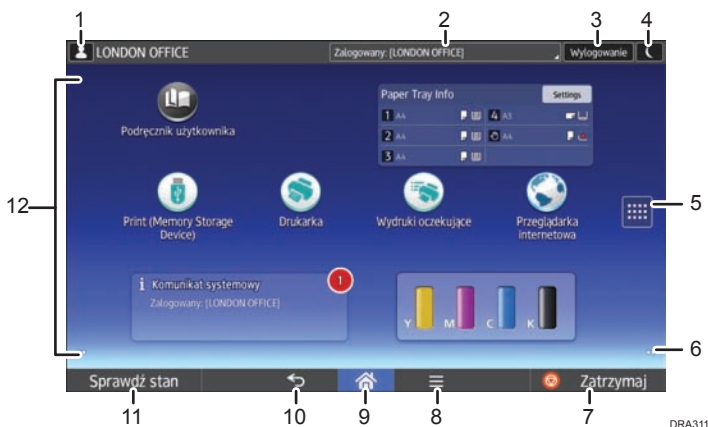 1
2
3
4
LONDON OFFICE
Zalogowany: [LONDON OFFICE]
Wylogowanie
Podręcznik użytkownika
Paper Tray Info
Settings
1 A4
4 A3
2 A4
A4
3 A4
12
5
Print (Memory Storage
Device)
Drukarka
Wydruki oczekujące
Przeglądarka
internetowa
i Komunikat systemowy
1
Zalogowany: [LONDON OFFICE]
Y M C K
6
Sprawdź stan
Zatrzymaj
11
10
9
8
7
DRA311